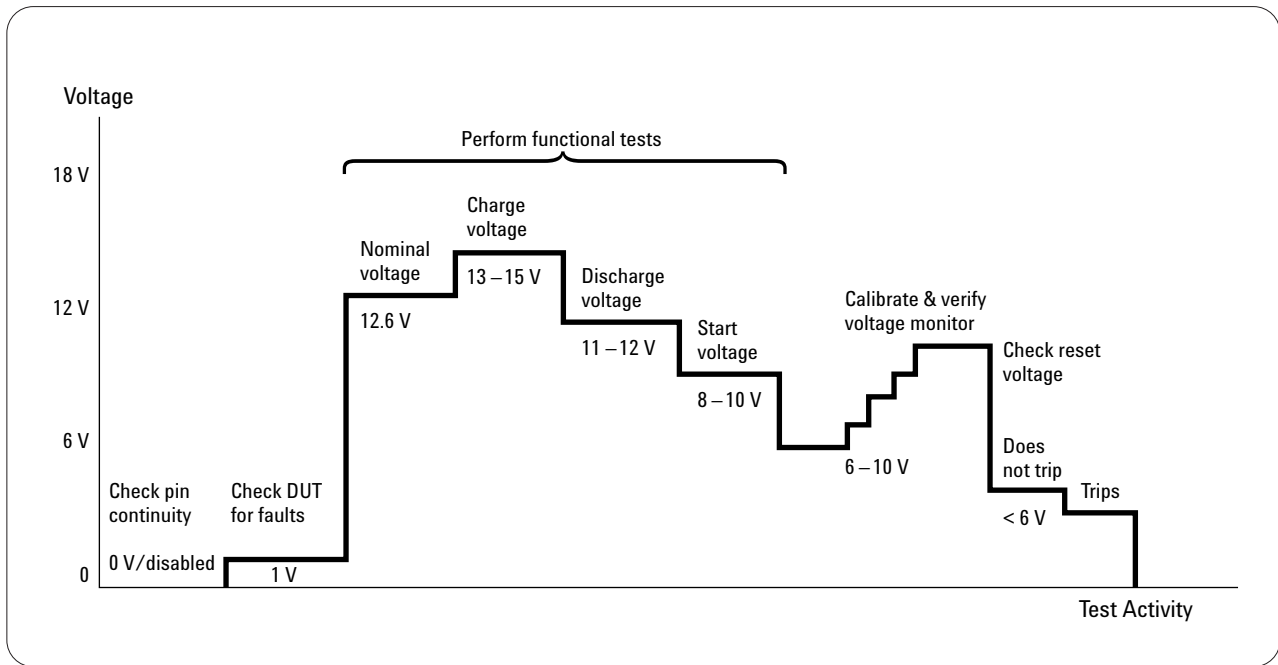 Voltage
Perform functional tests
18 V
Charge
voltage
Nominal
voltage
13 – 15 V
Discharge
voltage
12 V
12.6 V
Calibrate & verify
voltage monitor
Start
voltage
11 – 12 V
Check reset
voltage
8 – 10 V
6 V
6 – 10 V
Does
not trip
Check pin
continuity
Check DUT
for faults
Trips
< 6 V
0 V/disabled
0
1 V
Test Activity